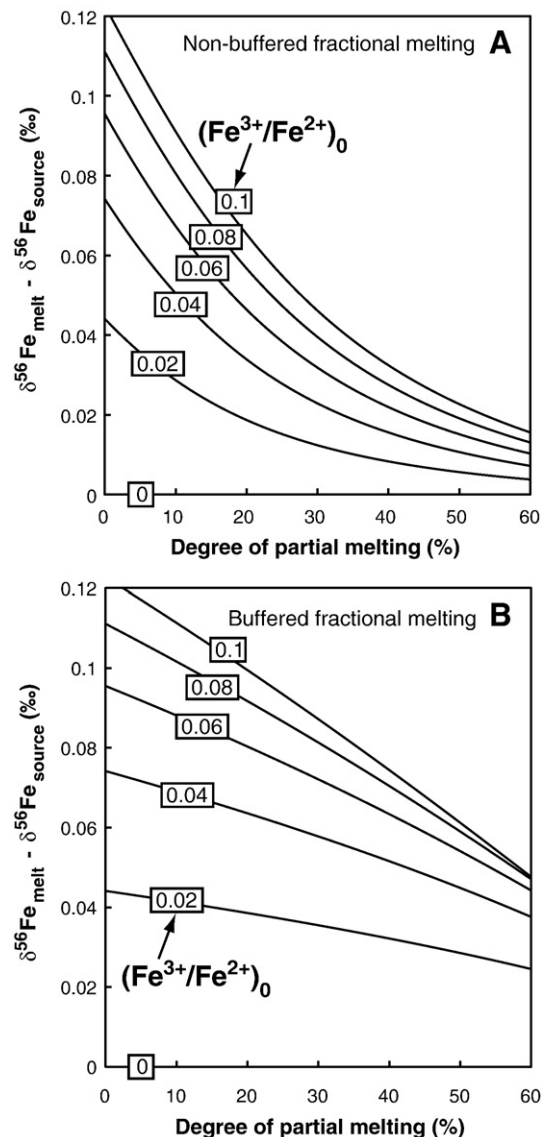 0.12
Non-buffered fractional melting A
0.1
(Fe³⁺/Fe²⁺)₀
0.08
0.1
0.08
0.06
0.06
0.04
0.04
0.02
0.02
0
0
δ⁵⁶Fe_melt - δ⁵⁶Fe_source (‰)
0 10 20 30 40 50 60
Degree of partial melting (%)
0.12
Buffered fractional melting B
0.1
0.1
0.08
0.08
0.06
0.06
0.04
0.04
0.02
0.02
(Fe³⁺/Fe²⁺)₀
0
0
δ⁵⁶Fe_melt - δ⁵⁶Fe_source (‰)
0 10 20 30 40 50 60
Degree of partial melting (%)